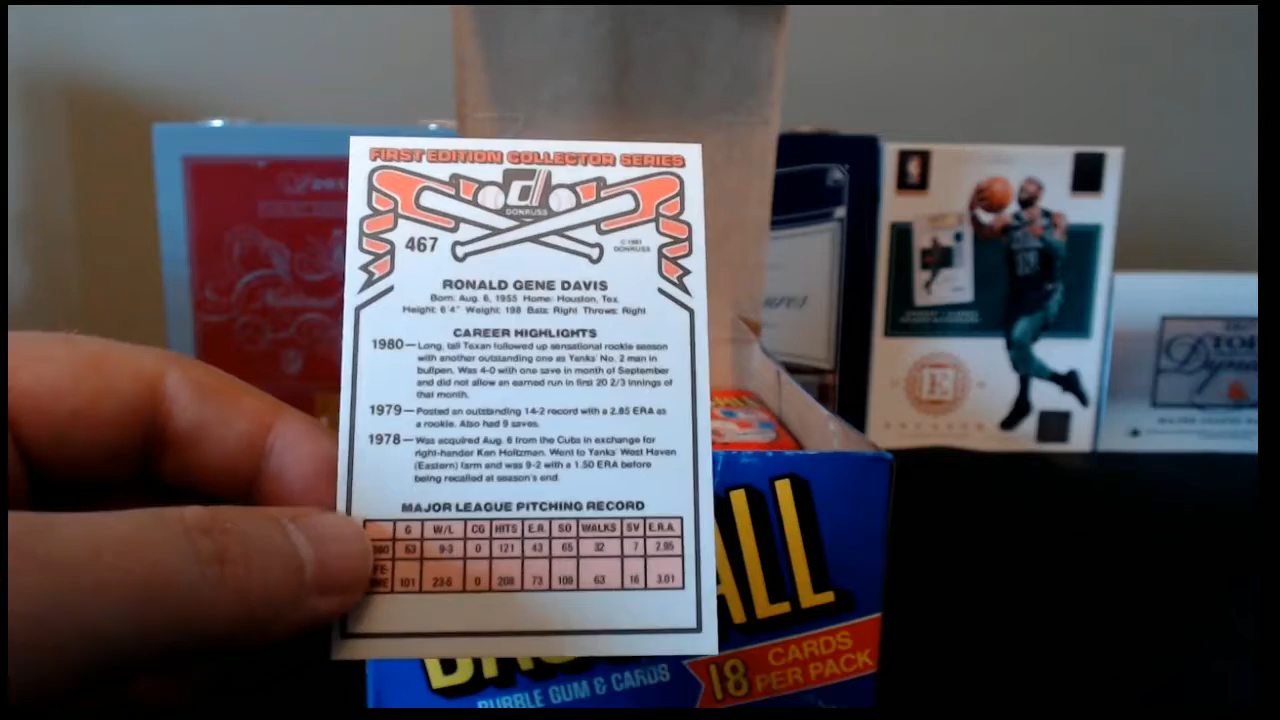 FIRST EDITION COLLECTOR SERIES
d
DONRUSS
467
© 1981
DONRUSS
RONALD GENE DAVIS
Born: Aug. 6, 1955 Home: Houston, Tex.
Height: 6'4" Weight: 198 Bats: Right Throws: Right
CAREER HIGHLIGHTS
1980—Long, tall Texan followed up sensational rookie season
with another outstanding one as Yanks' No. 2 man in
bullpen. Was 4-0 with one save in month of September
and did not allow an earned run in first 20 2/3 innings of
that month.
1979—Posted an outstanding 14-2 record with a 2.85 ERA as
a rookie. Also had 9 saves.
1978—Was acquired Aug. 6 from the Cubs in exchange for
right-hander Ken Holtzman. Went to Yanks' West Haven
(Eastern) farm and was 9-2 with a 1.50 ERA before
being recalled at season's end.
MAJOR LEAGUE PITCHING RECORD
G W/L CG HITS E.R. SO WALKS SV E.R.A.
980 53 9-3 0 121 43 65 32 7 2.95
FE-
IME 101 23-6 0 208 73 109 63 16 3.01
ALL
BUBBLE GUM & CARDS
18 CARDS
PER PACK
E
TOP
Dyna